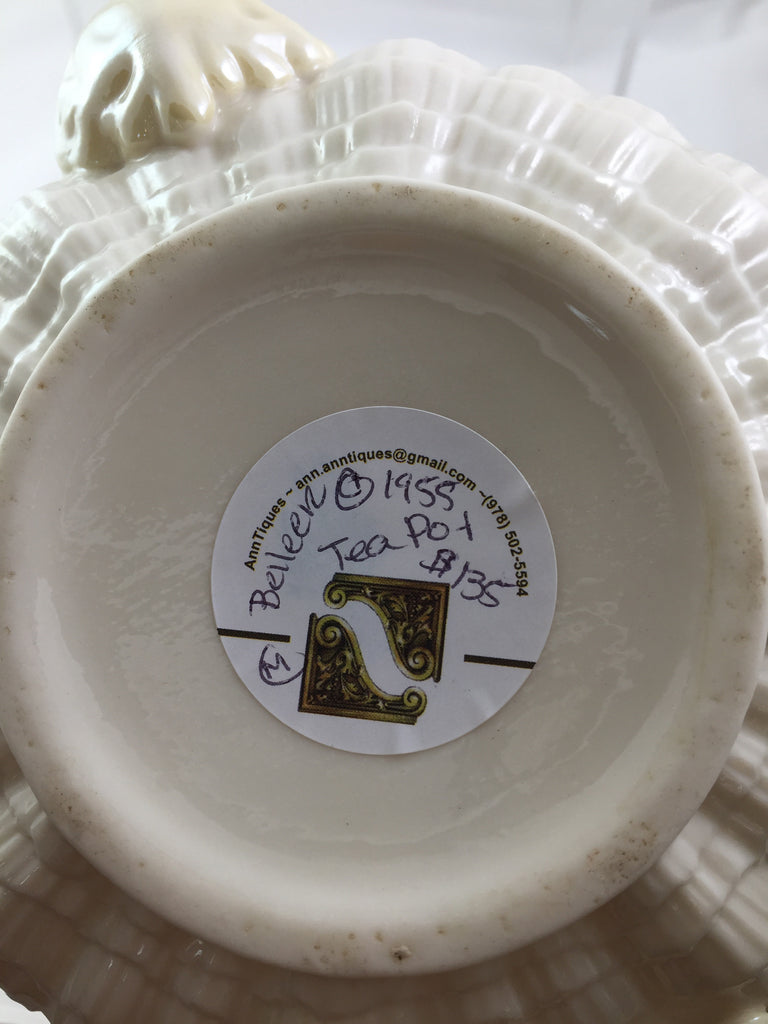 AnnTiques ~ ann.anntiques@gmail.com ~(978) 502-5594
Belleek © 1955
Tea Pot
$135
M